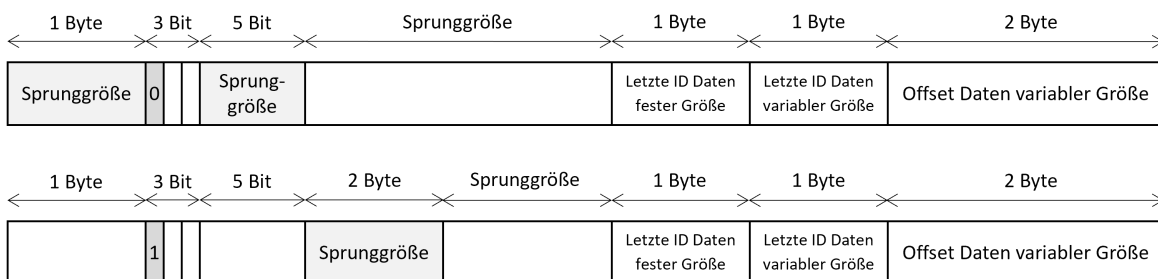 1 Byte 3 Bit 5 Bit Sprunggröße 1 Byte 1 Byte 2 Byte
Sprunggröße 0 Sprung-
größe Letzte ID Daten
fester Größe Letzte ID Daten
variabler Größe Offset Daten variabler Größe
1 Byte 3 Bit 5 Bit 2 Byte Sprunggröße 1 Byte 1 Byte 2 Byte
1 Sprunggröße Letzte ID Daten
fester Größe Letzte ID Daten
variabler Größe Offset Daten variabler Größe